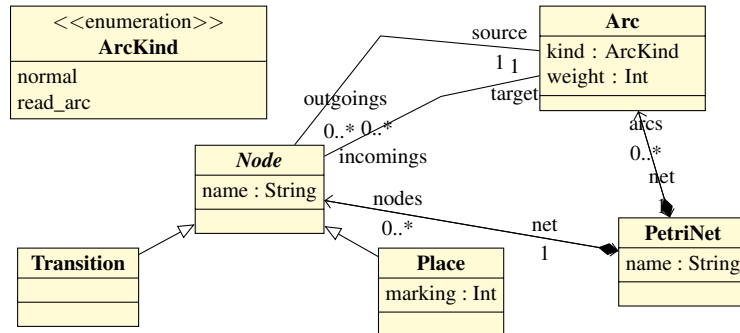 <<enumeration>>
ArcKind
normal
read_arc
Arc
kind : ArcKind
weight : Int
source
1
1
target
outgoings
0..*
0..*
incomings
arcs
0..*
net
1
Node
name : String
nodes
0..*
net
1
PetriNet
name : String
Transition
Place
marking : Int